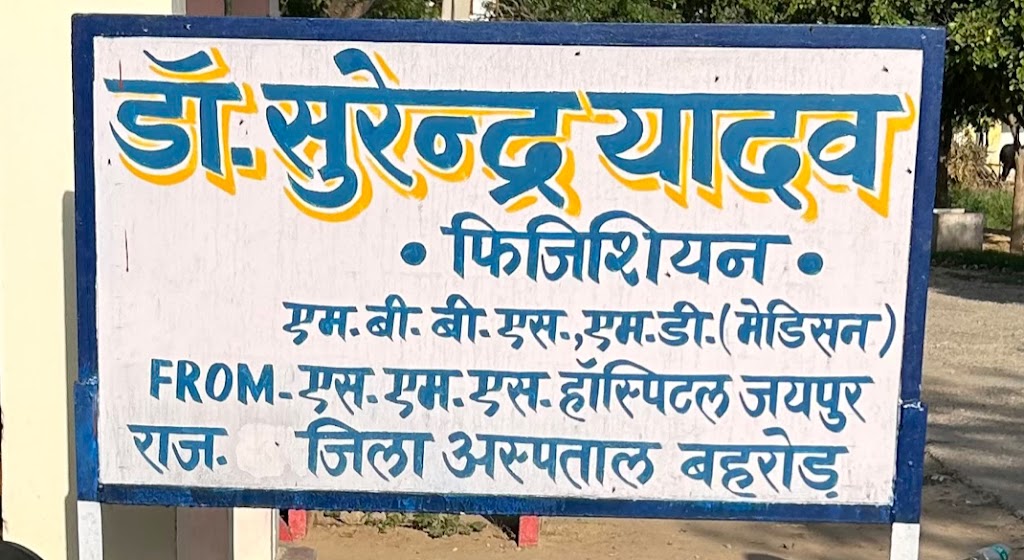 डॉ. सुरेन्द्र यादव
• फिजिशियन •
एम. बी. बी. एस., एम.डी. (मेडिसन)
FROM - एस. एम. एस. हॉस्पिटल जयपुर
राज. जिला अस्पताल बहरोड़